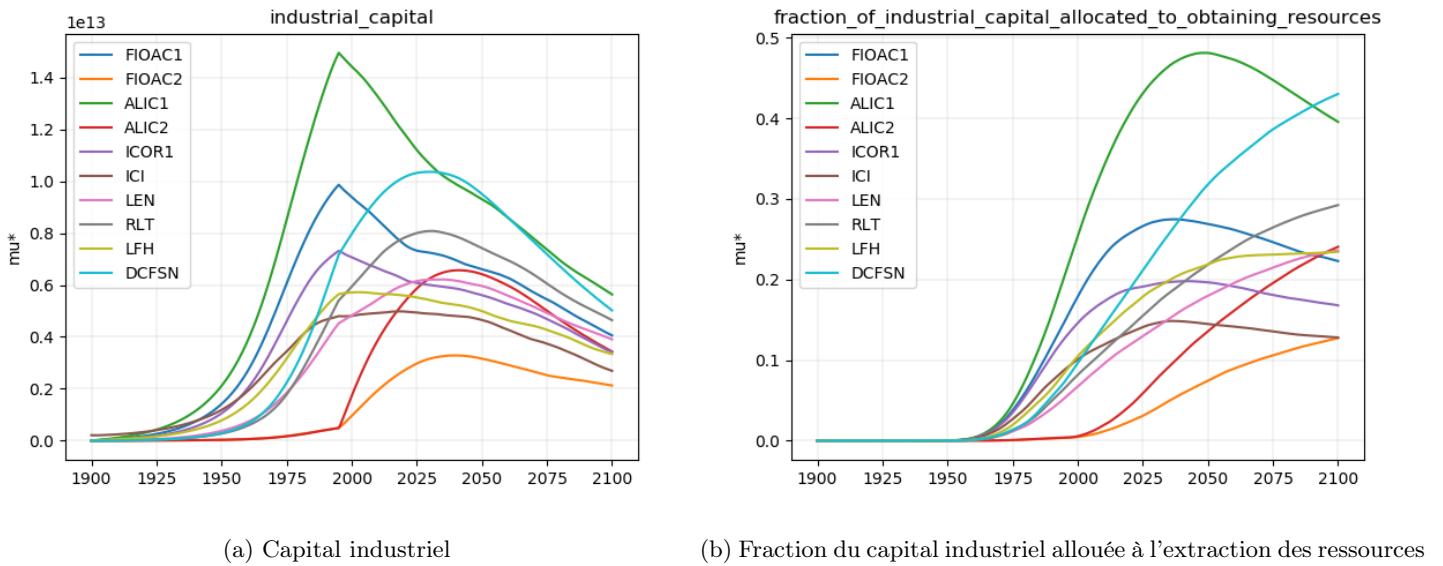 industrial_capital
1e13
mu*
1.4
1.2
1.0
0.8
0.6
0.4
0.2
0.0
FIOAC1
FIOAC2
ALIC1
ALIC2
ICOR1
ICI
LEN
RLT
LFH
DCFSN
1900 1925 1950 1975 2000 2025 2050 2075 2100
(a) Capital industriel
fraction_of_industrial_capital_allocated_to_obtaining_resources
mu*
0.5
0.4
0.3
0.2
0.1
0.0
FIOAC1
FIOAC2
ALIC1
ALIC2
ICOR1
ICI
LEN
RLT
LFH
DCFSN
1900 1925 1950 1975 2000 2025 2050 2075 2100
(b) Fraction du capital industriel allouée à l'extraction des ressources